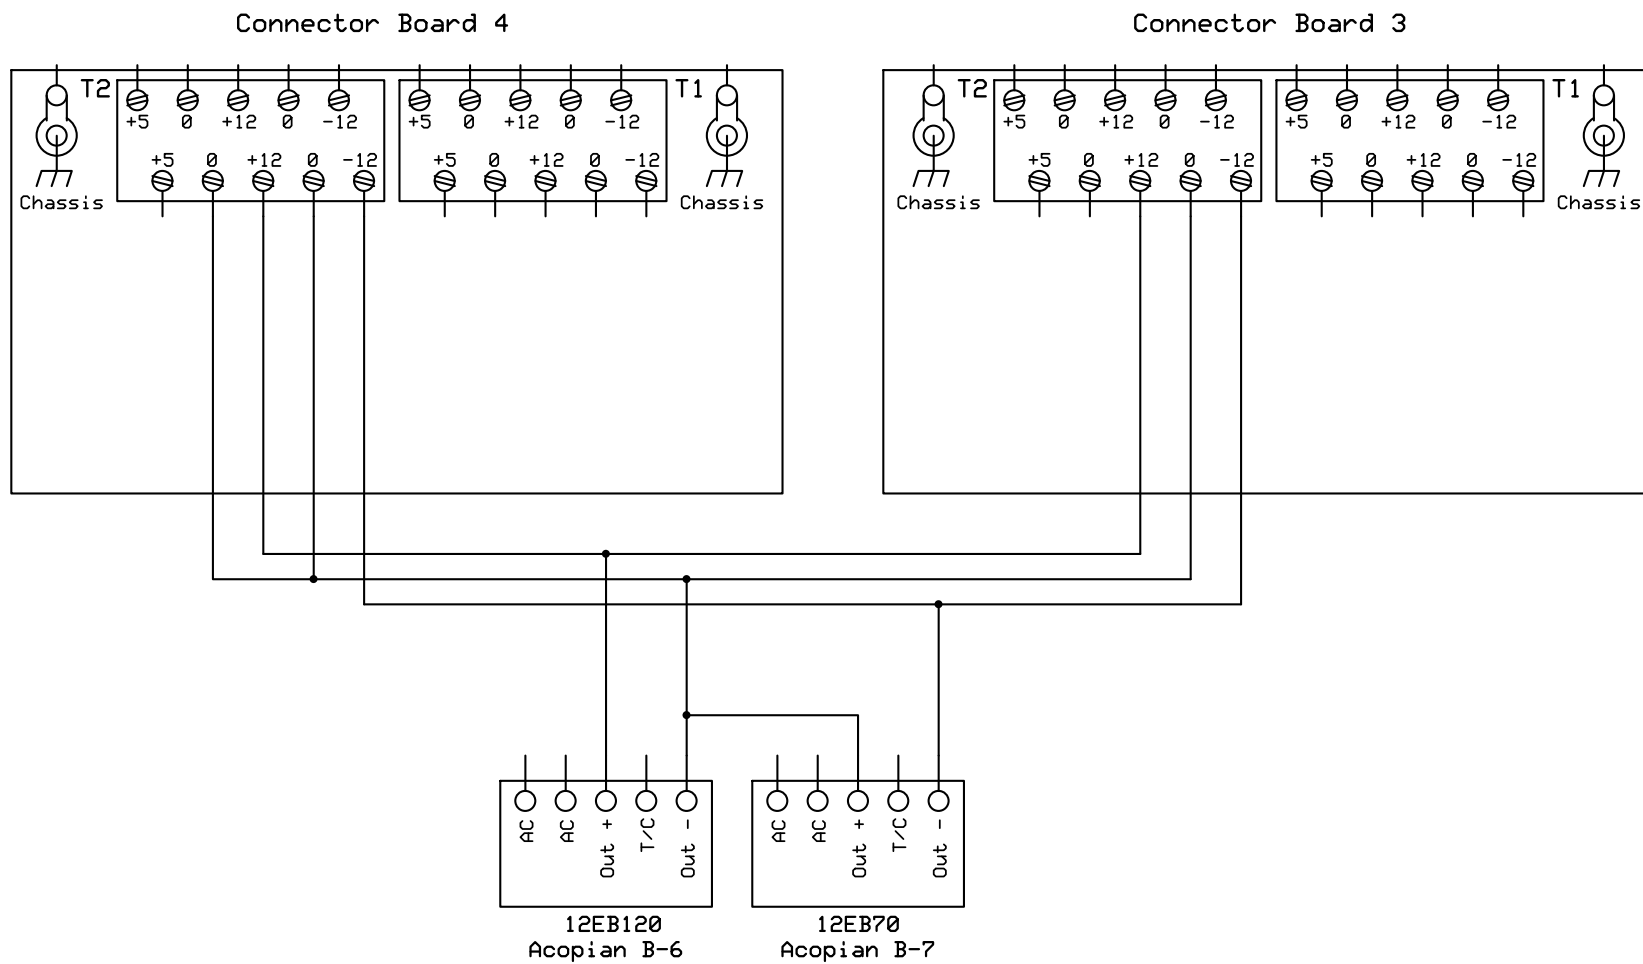 Connector Board 4
Connector Board 3
T2
T1
T2
T1
+5 0 +12 0 -12
+5 0 +12 0 -12
+5 0 +12 0 -12
+5 0 +12 0 -12
+5 0 +12 0 -12
+5 0 +12 0 -12
+5 0 +12 0 -12
+5 0 +12 0 -12
Chassis
Chassis
Chassis
Chassis
AC
AC
Out +
T/C
Out -
AC
AC
Out +
T/C
Out -
12EB120
Acopian B-6
12EB70
Acopian B-7